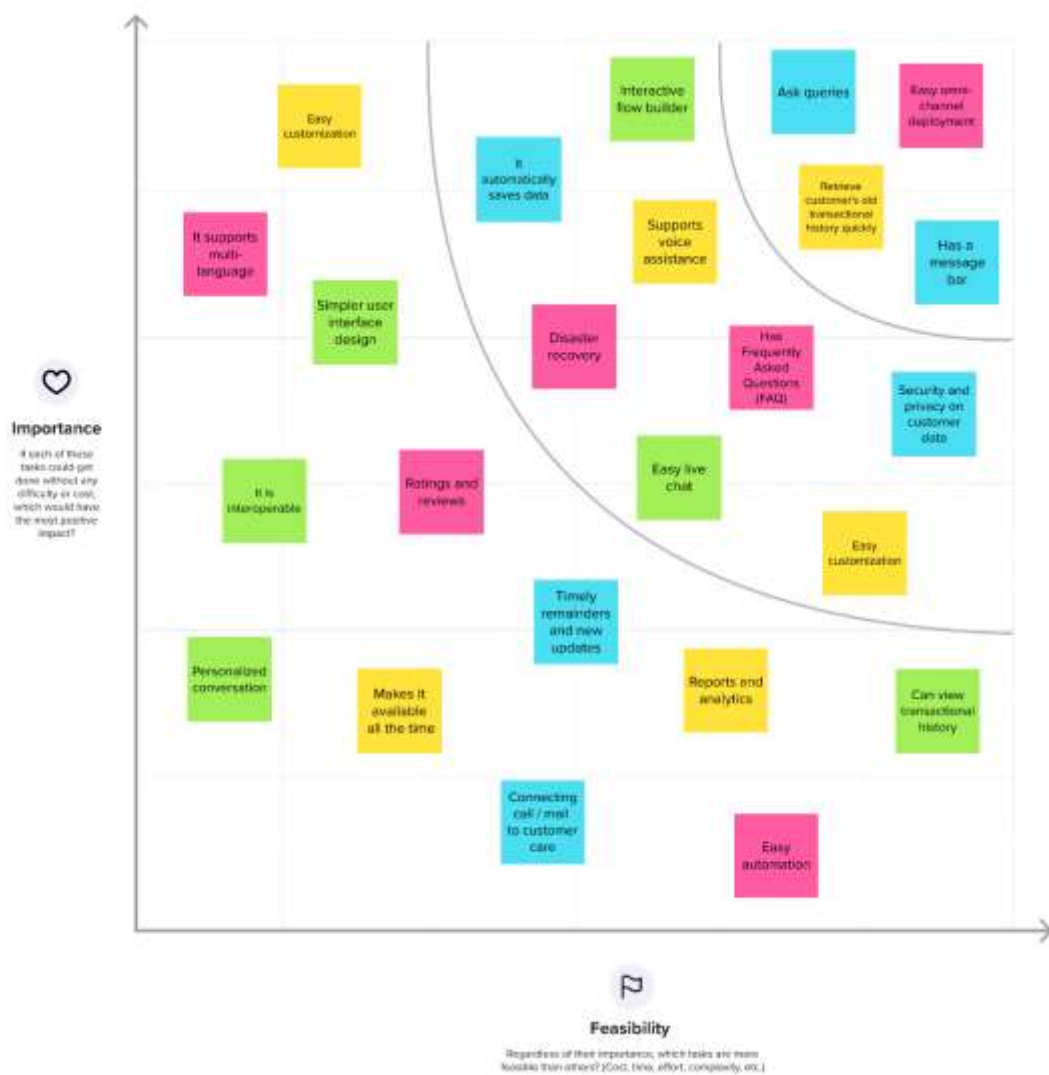 Interactive
flow builder
Ask queries
Easy omni-
channel
deployment
Easy
customization
It
automatically
saves data
Retrieve
customer's old
transactional
history quickly
It supports
multi-
language
Supports
voice
assistance
Has a
message
bar
Simpler user
interface
design
Disaster
recovery
Has
Frequently
Asked
Questions
(FAQ)
Security and
privacy on
customer
data
Importance
If each of these
tasks could get
done without any
difficulty or cost,
which would have
the most positive
impact?
It is
interoperable
Ratings and
reviews
Easy live
chat
Easy
customization
Timely
remainders
and new
updates
Personalized
conversation
Makes it
available
all the time
Reports and
analytics
Can view
transactional
history
Connecting
call / mail
to customer
care
Easy
automation
Feasibility
Regardless of their importance, which tasks are more
feasible than others? (Cost, time, effort, complexity, etc.)